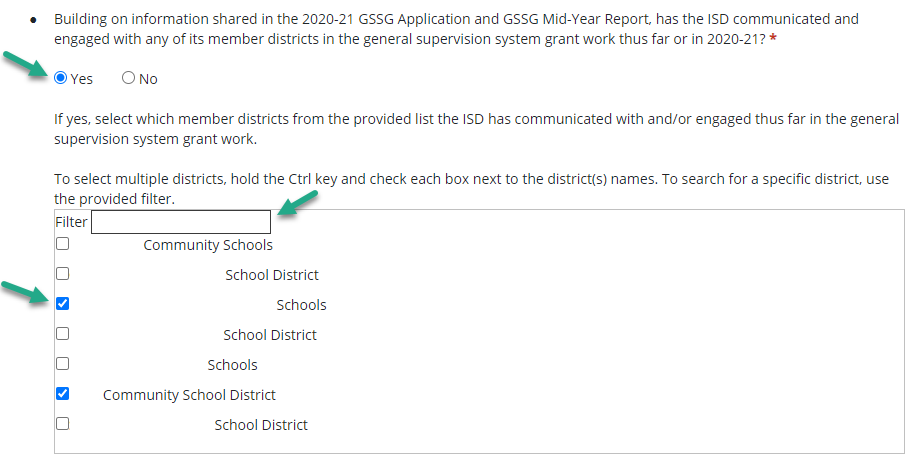 Building on information shared in the 2020-21 GSSG Application and GSSG Mid-Year Report, has the ISD communicated and
engaged with any of its member districts in the general supervision system grant work thus far or in 2020-21? *
Yes No
If yes, select which member districts from the provided list the ISD has communicated with and/or engaged thus far in the general
supervision system grant work.
To select multiple districts, hold the Ctrl key and check each box next to the district(s) names. To search for a specific district, use
the provided filter.
Filter
Community Schools
School District
Schools
School District
Schools
Community School District
School District